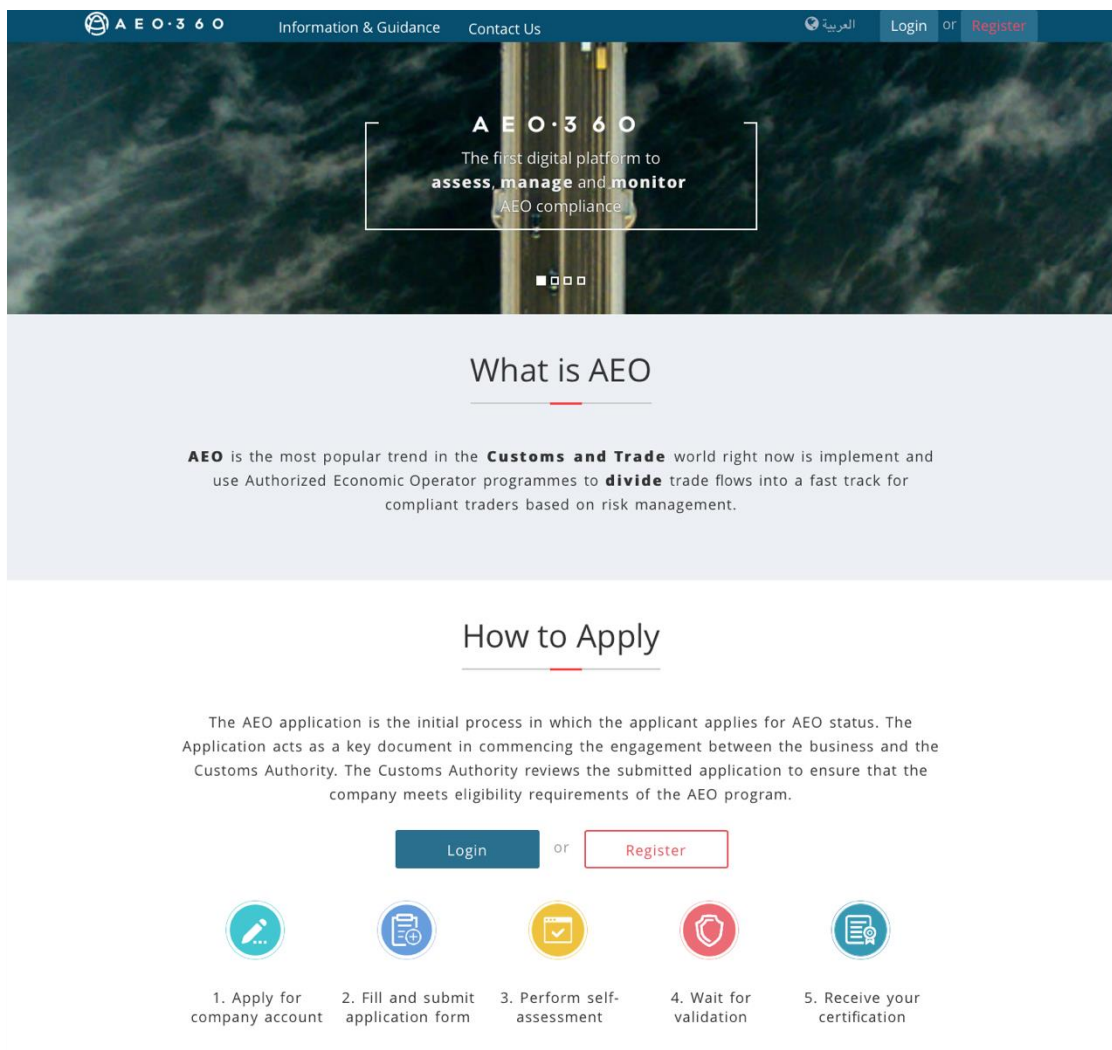 AEO·360
Information & Guidance
Contact Us
العربية
Login or Register
AEO·360
The first digital platform to
assess, manage and monitor
AEO compliance
What is AEO
AEO is the most popular trend in the Customs and Trade world right now is implement and
use Authorized Economic Operator programmes to divide trade flows into a fast track for
compliant traders based on risk management.
How to Apply
The AEO application is the initial process in which the applicant applies for AEO status. The
Application acts as a key document in commencing the engagement between the business and the
Customs Authority. The Customs Authority reviews the submitted application to ensure that the
company meets eligibility requirements of the AEO program.
Login or Register
1. Apply for
company account
2. Fill and submit
application form
3. Perform self-
assessment
4. Wait for
validation
5. Receive your
certification